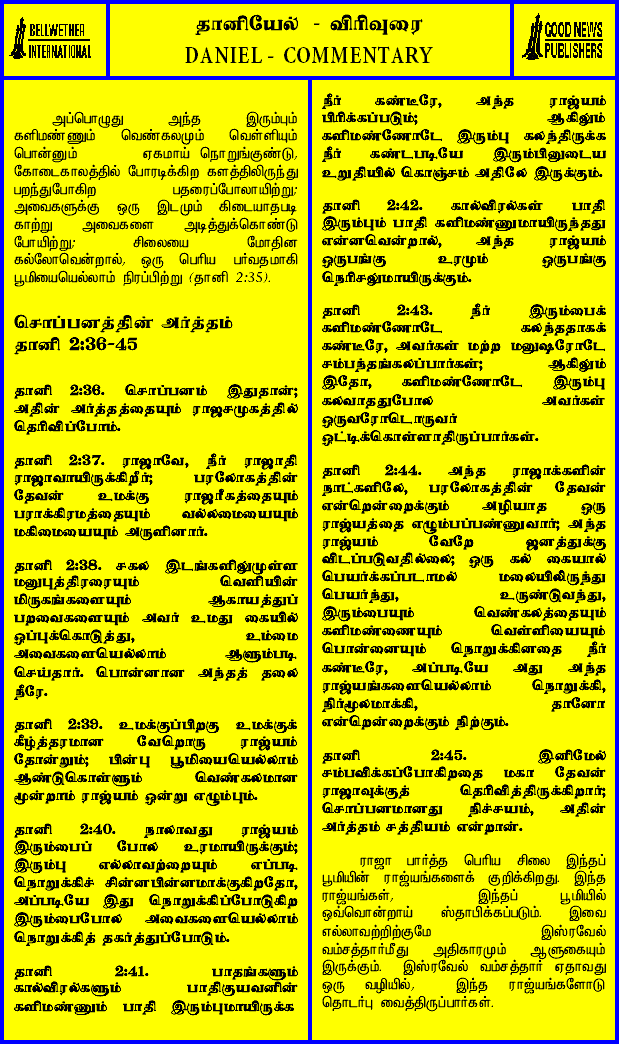 BELLWETHER
INTERNATIONAL
தானியேல் - விரிவுரை
DANIEL - COMMENTARY
GOOD NEWS
PUBLISHERS
அப்பொழுது அந்த இரும்பும்
களிமண்ணும் வெண்கலமும் வெள்ளியும்
பொன்னும் ஏகமாய் நொறுங்குண்டு,
கோடைகாலத்தில் போரடிக்கிற களத்திலிருந்து
பறந்துபோகிற பதரைப்போலாயிற்று;
அவைகளுக்கு ஒரு இடமும் கிடையாதபடி
காற்று அவைகளை அடித்துக்கொண்டு
போயிற்று; சிலையை மோதின
கல்லோவென்றால், ஒரு பெரிய பர்வதமாகி
பூமியையெல்லாம் நிரப்பிற்று (தானி 2:35).
சொப்பனத்தின் அர்த்தம்
தானி 2:36-45
தானி 2:36. சொப்பனம் இதுதான்;
அதின் அர்த்தத்தையும் ராஜசமுகத்தில்
தெரிவிப்போம்.
தானி 2:37. ராஜாவே, நீர் ராஜாதி
ராஜாவாயிருக்கிறீர்; பரலோகத்தின்
தேவன் உமக்கு ராஜரீகத்தையும்
பராக்கிரமத்தையும் வல்லமையையும்
மகிமையையும் அருளினார்.
தானி 2:38. சகல இடங்களிலுமுள்ள
மனுபுத்திரரையும் வெளியின்
மிருகங்களையும் ஆகாயத்துப்
பறவைகளையும் அவர் உமது கையில்
ஒப்புக்கொடுத்து, உம்மை
அவைகளையெல்லாம் ஆளும்படி
செய்தார். பொன்னான அந்தத் தலை
நீரே.
தானி 2:39. உமக்குப்பிறகு உமக்குக்
கீழ்த்தரமான வேறொரு ராஜ்யம்
தோன்றும்; பின்பு பூமியையெல்லாம்
ஆண்டுகொள்ளும் வெண்கலமான
மூன்றாம் ராஜ்யம் ஒன்று எழும்பும்.
தானி 2:40. நாலாவது ராஜ்யம்
இரும்பைப் போல உரமாயிருக்கும்;
இரும்பு எல்லாவற்றையும் எப்படி
நொறுக்கிச் சின்னபின்னமாக்குகிறதோ,
அப்படியே இது நொறுக்கிப்போடுகிற
இரும்பைபோல அவைகளையெல்லாம்
நொறுக்கித் தகர்த்துப்போடும்.
தானி 2:41. பாதங்களும்
கால்விரல்களும் பாதிகுயவனின்
களிமண்ணும் பாதி இரும்புமாயிருக்க
நீர் கண்டீரே, அந்த ராஜ்யம்
பிரிக்கப்படும்; ஆகிலும்
களிமண்ணோடே இரும்பு கலந்திருக்க
நீர் கண்டபடியே இரும்பினுடைய
உறுதியில் கொஞ்சம் அதிலே இருக்கும்.
தானி 2:42. கால்விரல்கள் பாதி
இரும்பும் பாதி களிமண்ணுமாயிருந்தது
என்னவென்றால், அந்த ராஜ்யம்
ஒருபங்கு உரமும் ஒருபங்கு
நெரிசலுமாயிருக்கும்.
தானி 2:43. நீர் இரும்பைக்
களிமண்ணோடே கலந்ததாகக்
கண்டீரே, அவர்கள் மற்ற மனுஷரோடே
சம்பந்தங்கலப்பார்கள்; ஆகிலும்
இதோ, களிமண்ணோடே இரும்பு
கலவாததுபோல அவர்கள்
ஒருவரோடொருவர்
ஒட்டிக்கொள்ளாதிருப்பார்கள்.
தானி 2:44. அந்த ராஜாக்களின்
நாட்களிலே, பரலோகத்தின் தேவன்
என்றென்றைக்கும் அழியாத ஒரு
ராஜ்யத்தை எழும்பப்பண்ணுவார்; அந்த
ராஜ்யம் வேறே ஜனத்துக்கு
விடப்படுவதில்லை; ஒரு கல் கையால்
பெயர்க்கப்படாமல் மலையிலிருந்து
பெயர்ந்து, உருண்டுவந்து,
இரும்பையும் வெண்கலத்தையும்
களிமண்ணையும் வெள்ளியையும்
பொன்னையும் நொறுக்கினதை நீர்
கண்டீரே, அப்படியே அது அந்த
ராஜ்யங்களையெல்லாம் நொறுக்கி,
நிர்மூலமாக்கி, தானோ
என்றென்றைக்கும் நிற்கும்.
தானி 2:45. இனிமேல்
சம்பவிக்கப்போகிறதை மகா தேவன்
ராஜாவுக்குத் தெரிவித்திருக்கிறார்;
சொப்பனமானது நிச்சயம், அதின்
அர்த்தம் சத்தியம் என்றான்.
ராஜா பார்த்த பெரிய சிலை இந்தப்
பூமியின் ராஜ்யங்களைக் குறிக்கிறது. இந்த
ராஜ்யங்கள், இந்தப் பூமியில்
ஒவ்வொன்றாய் ஸ்தாபிக்கப்படும். இவை
எல்லாவற்றிற்குமே இஸ்ரவேல்
வம்சத்தார்மீது அதிகாரமும் ஆளுகையும்
இருக்கும். இஸ்ரவேல் வம்சத்தார் ஏதாவது
ஒரு வழியில், இந்த ராஜ்யங்களோடு
தொடர்பு வைத்திருப்பார்கள்.